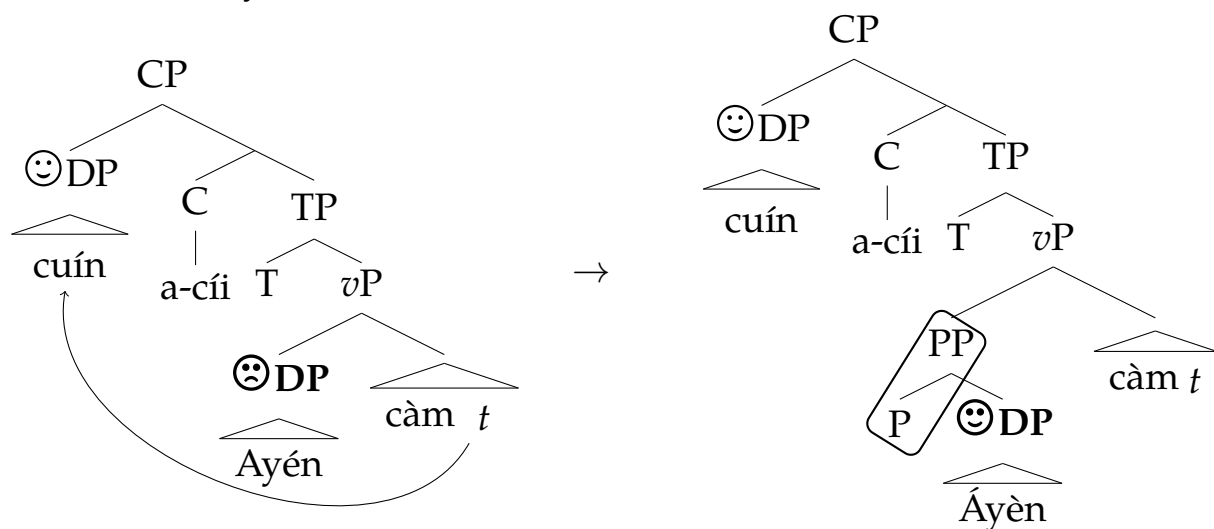 CP
DP
C TP
cuín
a-cíi T vP
DP
càm t
Ayén
→
CP
DP
C TP
cuín
a-cíi T vP
PP
càm t
P DP
Áyèn